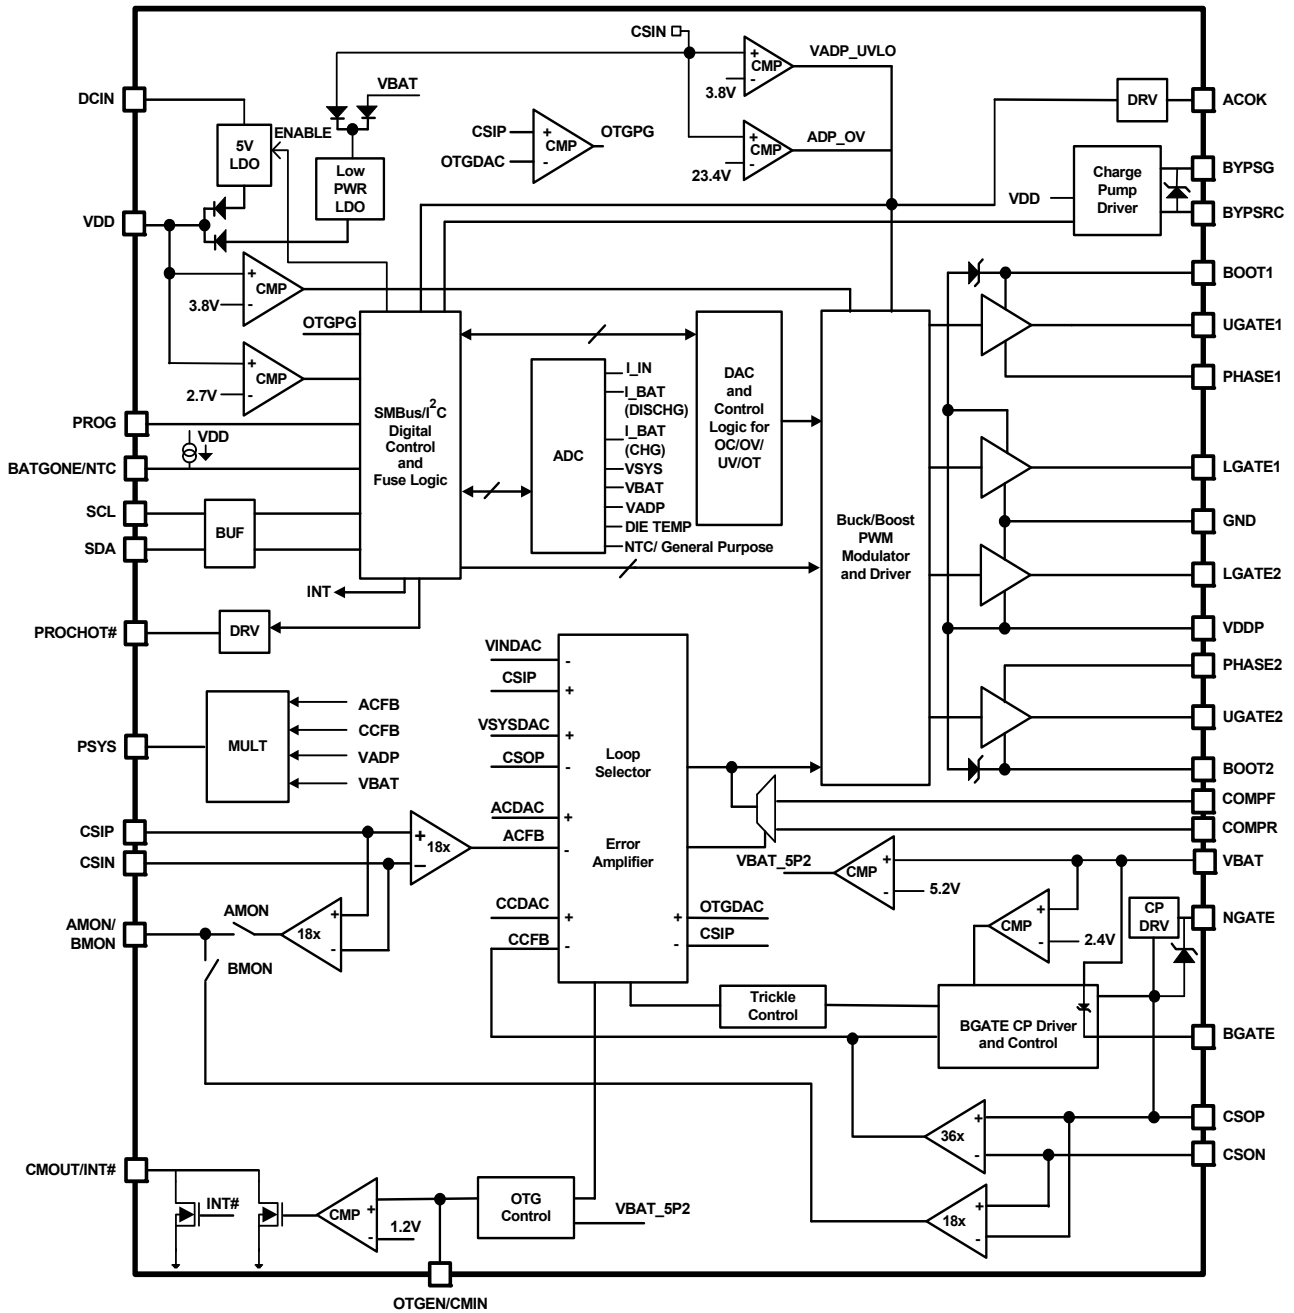 CSIN
VADP_UVLO
+
CMP
-
3.8V
DCIN
VBAT
ENABLE
5V
LDO
Low
PWR
LDO
CSIP
OTGDAC
+
CMP
-
OTGPG
+
CMP
-
ADP_OV
23.4V
DRV
ACOK
VDD
Charge
Pump
Driver
BYPSG
BYPSRC
VDD
+
CMP
-
3.8V
OTGPG
+
CMP
-
2.7V
PROG
VDD
BATGONE/NTC
SCL
SDA
BUF
SMBus/I2C
Digital
Control
and
Fuse Logic
INT
PROCHOT#
DRV
ADC
I_IN
I_BAT
(DISCHG)
I_BAT
(CHG)
VSYS
VBAT
VADP
DIE TEMP
NTC/ General Purpose
DAC
and
Control
Logic for
OC/OV/
UV/OT
Buck/Boost
PWM
Modulator
and Driver
BOOT1
UGATE1
PHASE1
LGATE1
GND
LGATE2
VDDP
PHASE2
UGATE2
BOOT2
COMPF
COMPR
VBAT
NGATE
BGATE
CSOP
CSON
PSYS
MULT
ACFB
CCFB
VADP
VBAT
VINDAC
-
CSIP
+
VSYSDAC
+
CSOP
-
ACDAC
+
ACFB
-
CCDAC
+
CCFB
-
Loop
Selector
Error
Amplifier
+
OTGDAC
-
CSIP
CSIP
CSIN
+
18x
–
AMON/
BMON
AMON
BMON
+
18x
-
VBAT_5P2
+
CMP
-
5.2V
+
CMP
-
2.4V
CP
DRV
Trickle
Control
BGATE CP Driver
and Control
+
36x
-
+
18x
-
CMOUT/INT#
INT#
+
CMP
-
1.2V
OTG
Control
VBAT_5P2
OTGEN/CMIN